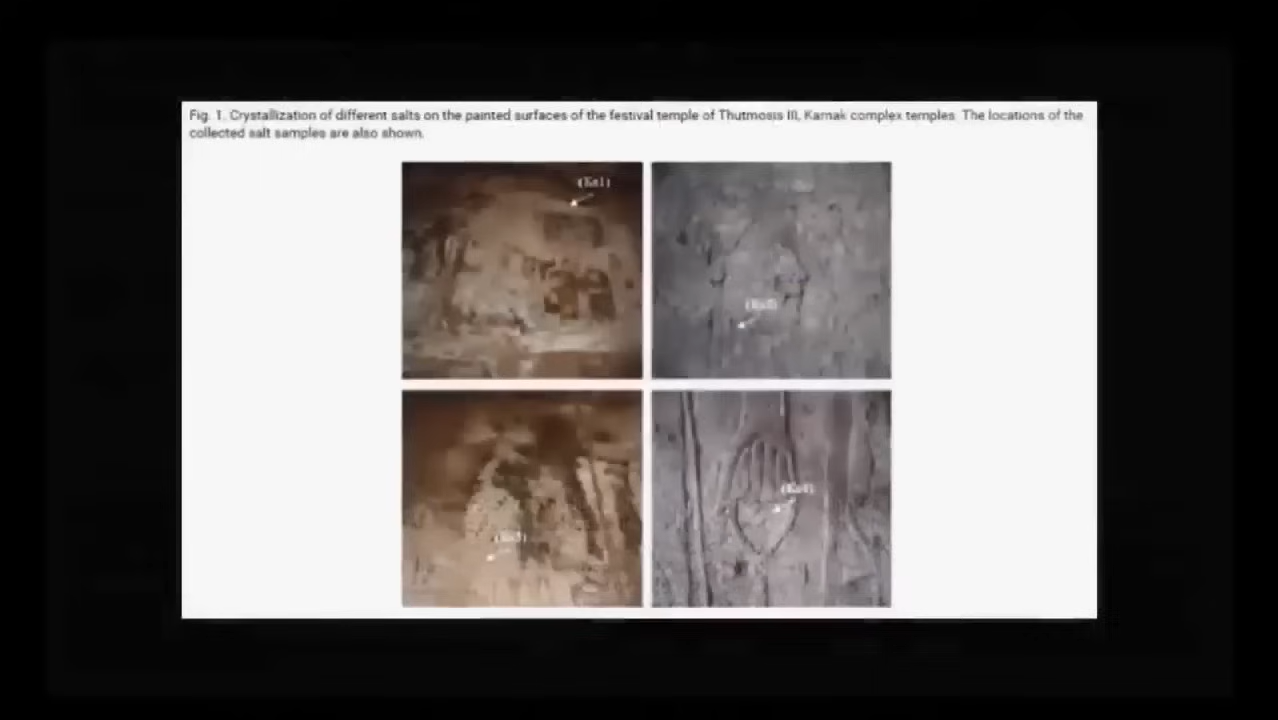 Fig. 1. Crystallization of different salts on the painted surfaces of the festival temple of Thutmosis III, Karnak complex temples. The locations of the
collected salt samples are also shown.